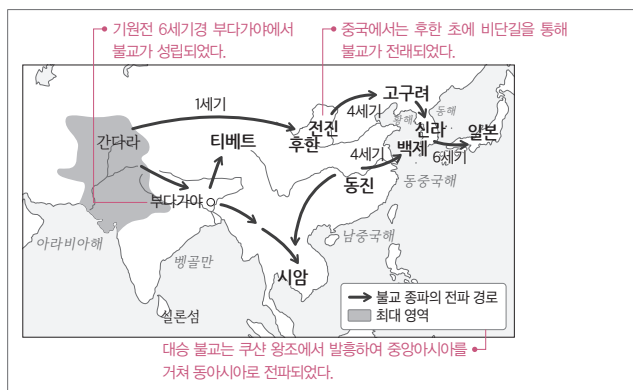 기원전 6세기경 부다가야에서
불교가 성립되었다.
중국에서는 후한 초에 비단길을 통해
불교가 전래되었다.
고구려
1세기
4세기
동해
황해
간다라
전진
신라
일본
티베트
후한
4세기
백제
6세기
동진
동중국해
부다가야
아라비아해
벵골만
남중국해
시암
실론섬
불교 종파의 전파 경로
최대 영역
대승 불교는 쿠샨 왕조에서 발흥하여 중앙아시아를
거쳐 동아시아로 전파되었다.